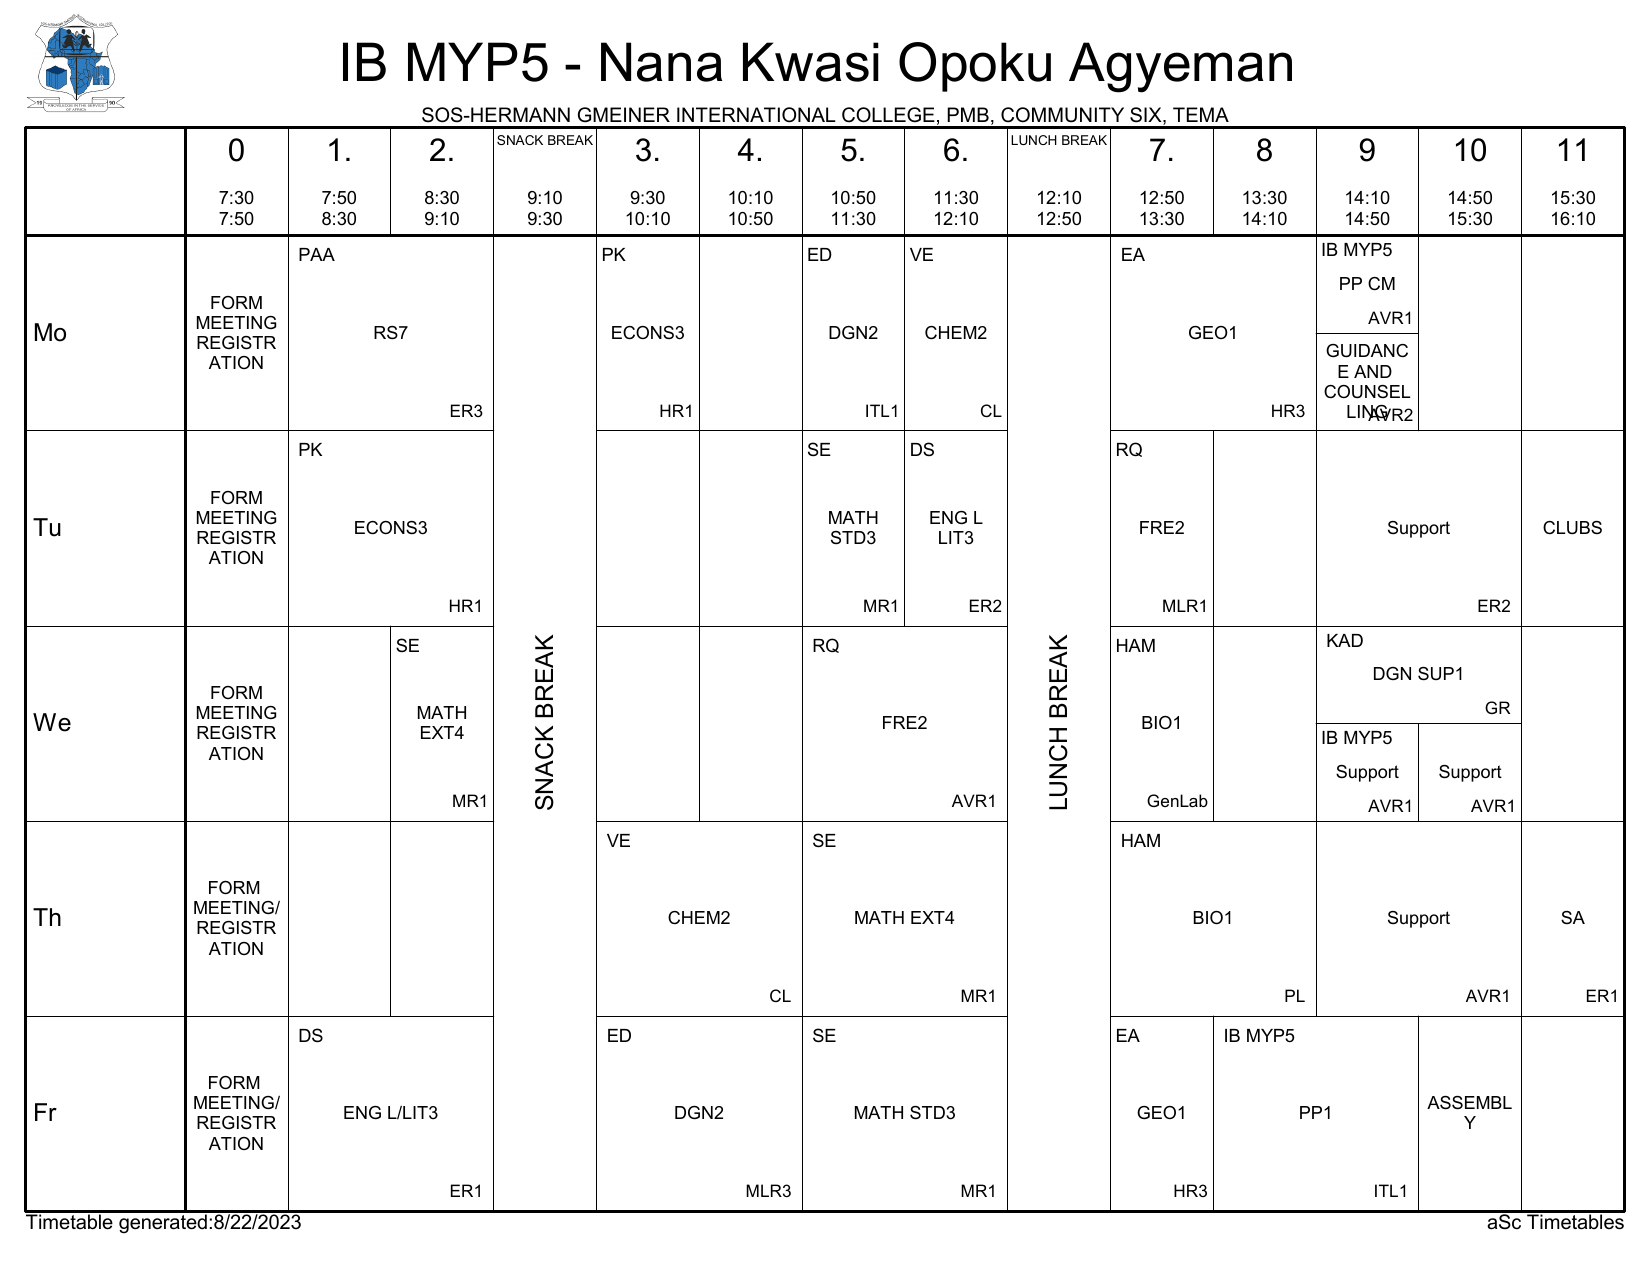 IB MYP5 - Nana Kwasi Opoku Agyeman
SOS-HERMANN GMEINER INTERNATIONAL COLLEGE, PMB, COMMUNITY SIX, TEMA
0
7:30
7:50
1.
7:50
8:30
2.
8:30
9:10
SNACK BREAK
9:10
9:30
3.
9:30
10:10
4.
10:10
10:50
5.
10:50
11:30
6.
11:30
12:10
LUNCH BREAK
12:10
12:50
7.
12:50
13:30
8
13:30
14:10
9
14:10
14:50
10
14:50
15:30
11
15:30
16:10
Mo
FORM
MEETING
REGISTR
ATION
PAA
RS7
ER3
PK
ECONS3
HR1
ED
DGN2
ITL1
VE
CHEM2
CL
EA
GEO1
HR3
IB MYP5
PP CM
AVR1
GUIDANC
E AND
COUNSEL
LING
AVR2
Tu
FORM
MEETING
REGISTR
ATION
PK
ECONS3
HR1
SE
MATH
STD3
MR1
DS
ENG L
LIT3
ER2
RQ
FRE2
MLR1
Support
ER2
CLUBS
We
FORM
MEETING
REGISTR
ATION
SE
MATH
EXT4
MR1
SNACK BREAK
RQ
FRE2
AVR1
LUNCH BREAK
HAM
BIO1
GenLab
KAD
DGN SUP1
GR
IB MYP5
Support
AVR1
Support
AVR1
Th
FORM
MEETING/
REGISTR
ATION
VE
CHEM2
CL
SE
MATH EXT4
MR1
HAM
BIO1
PL
Support
AVR1
SA
ER1
Fr
FORM
MEETING/
REGISTR
ATION
DS
ENG L/LIT3
ER1
ED
DGN2
MLR3
SE
MATH STD3
MR1
EA
GEO1
HR3
IB MYP5
PP1
ITL1
ASSEMBL
Y
Timetable generated:8/22/2023
aSc Timetables